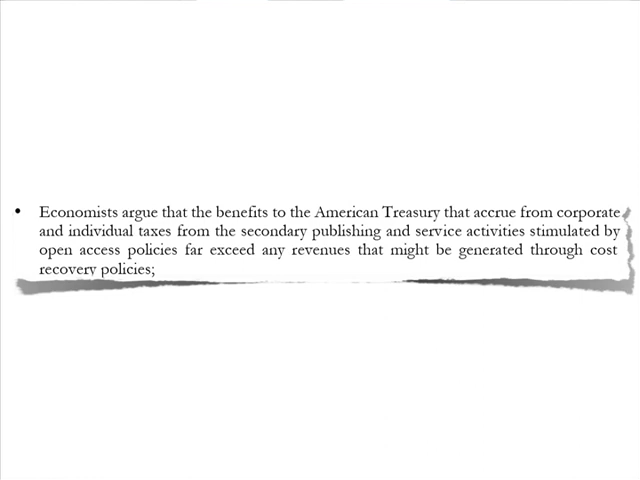 • Economists argue that the benefits to the American Treasury that accrue from corporate
and individual taxes from the secondary publishing and service activities stimulated by
open access policies far exceed any revenues that might be generated through cost
recovery policies;